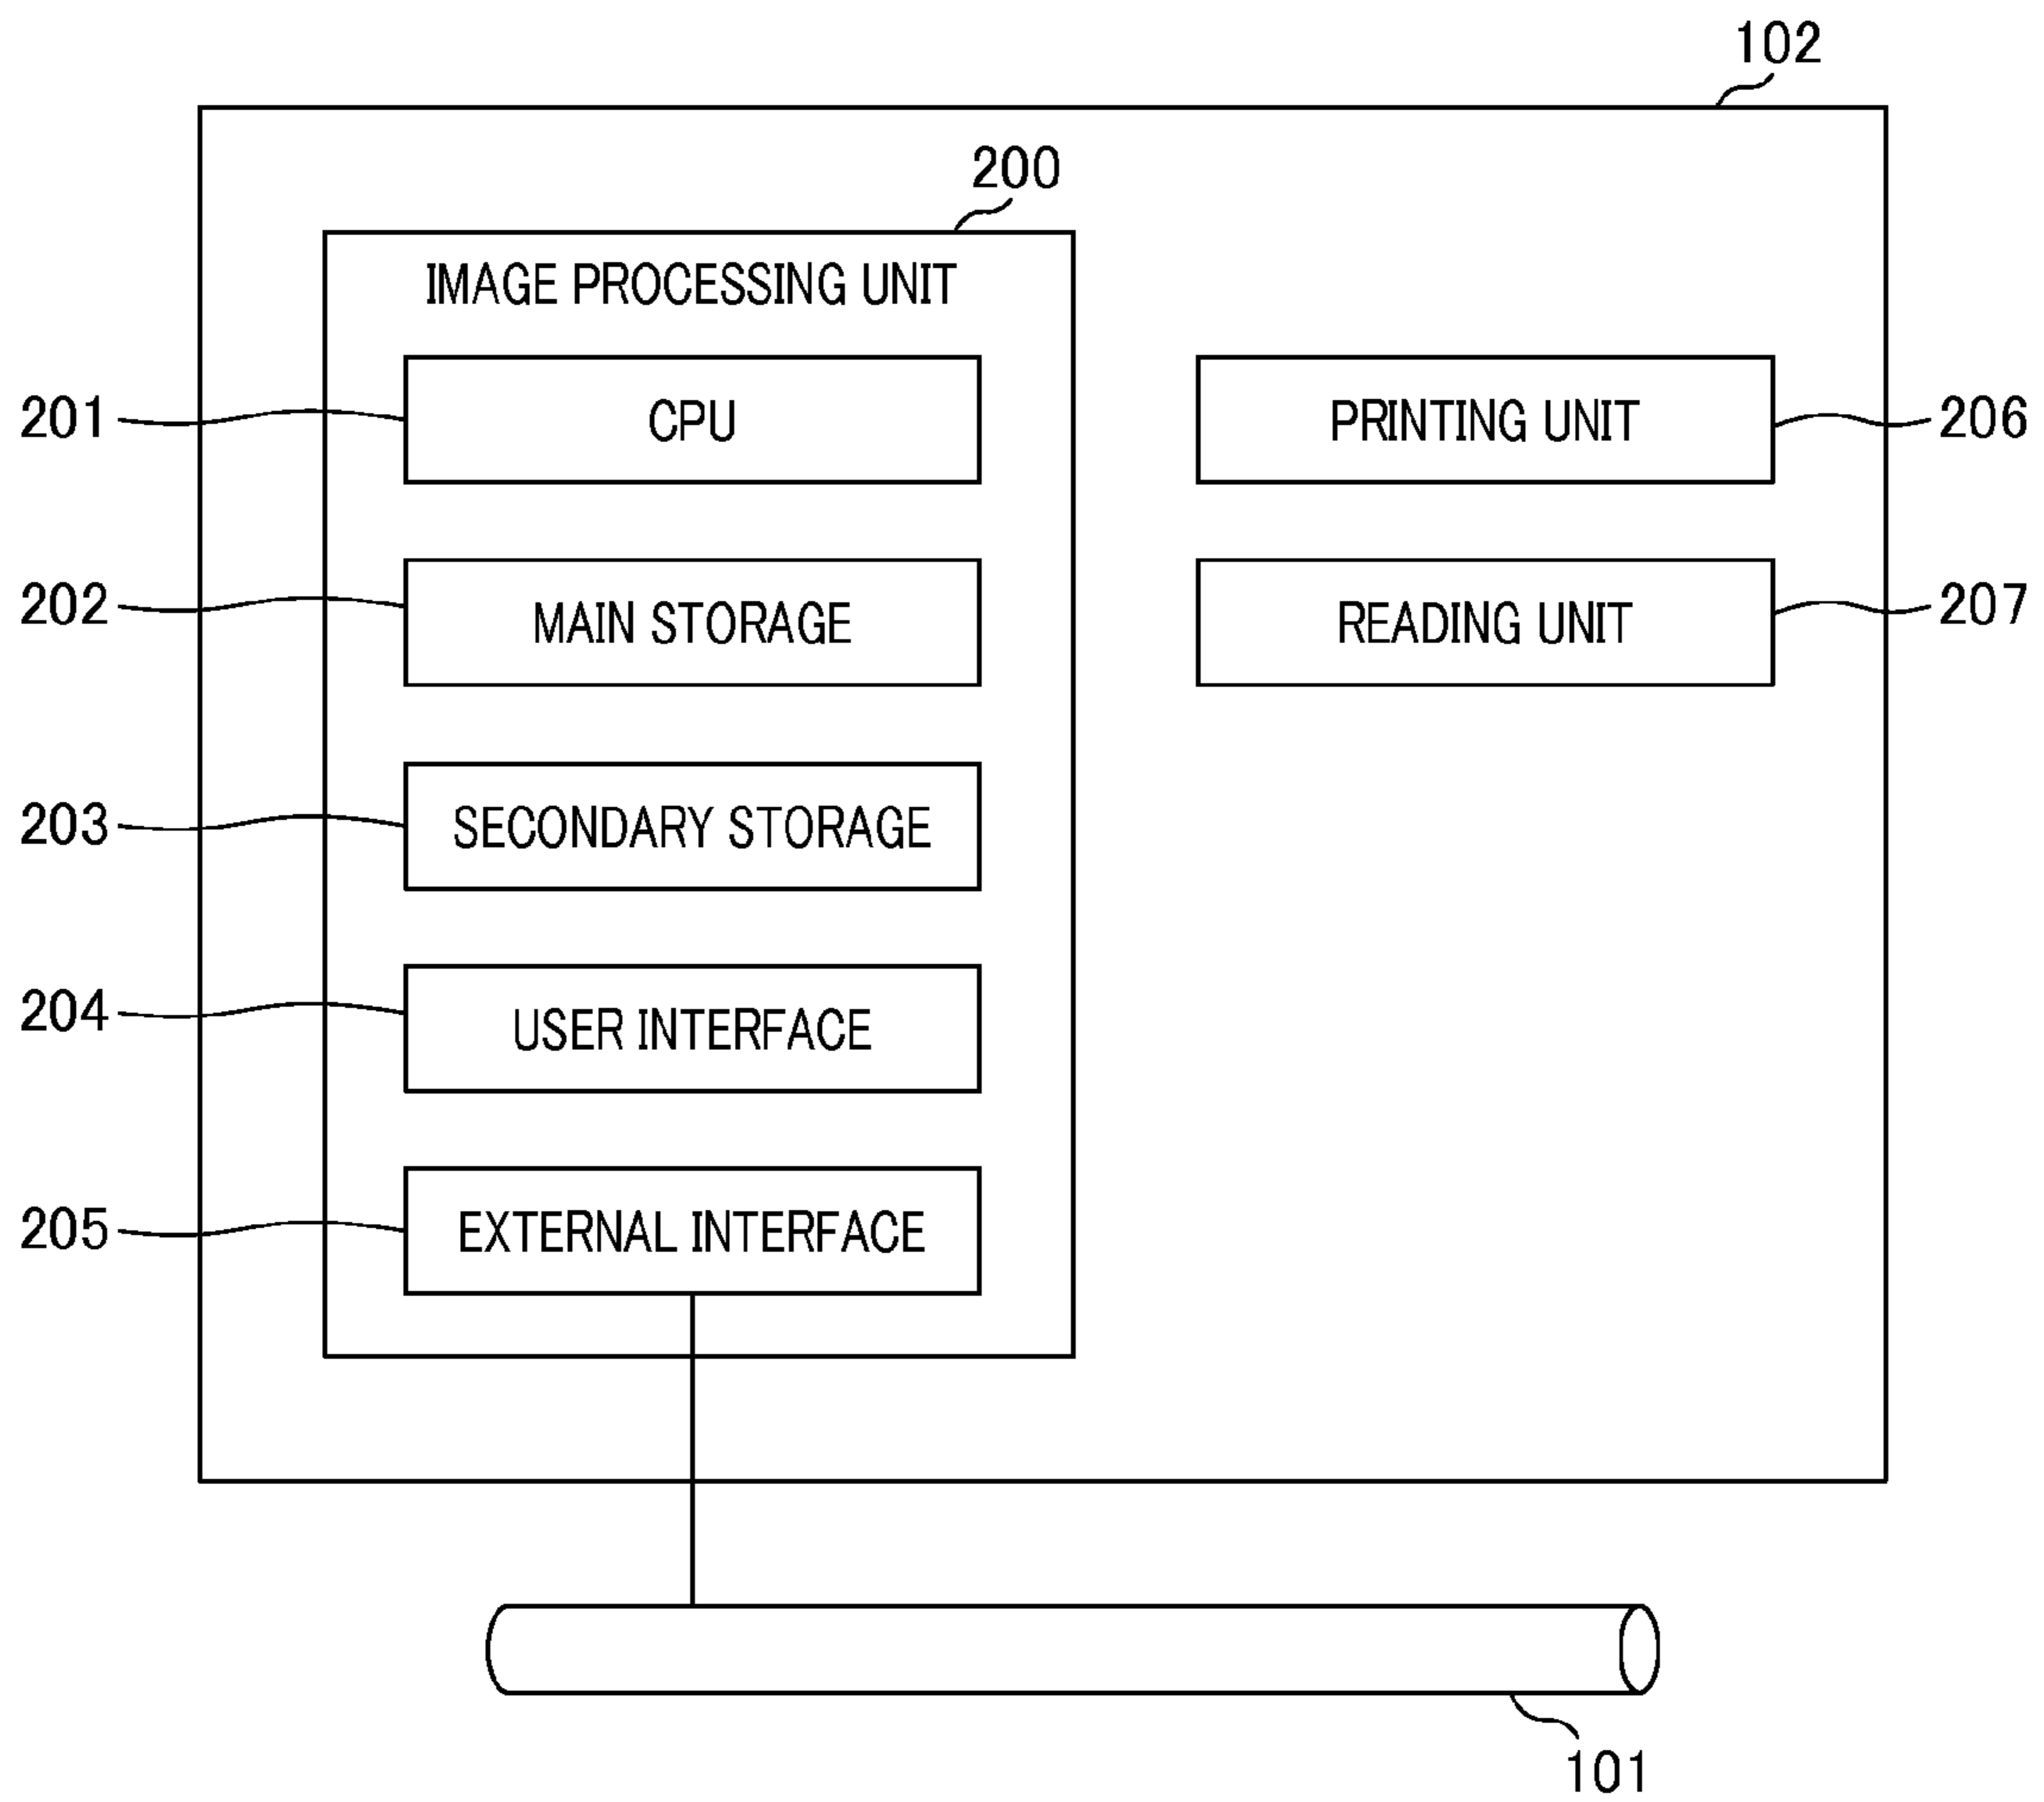 102
200
IMAGE PROCESSING UNIT
201
CPU
PRINTING UNIT
206
202
MAIN STORAGE
READING UNIT
207
203
SECONDARY STORAGE
204
USER INTERFACE
205
EXTERNAL INTERFACE
101